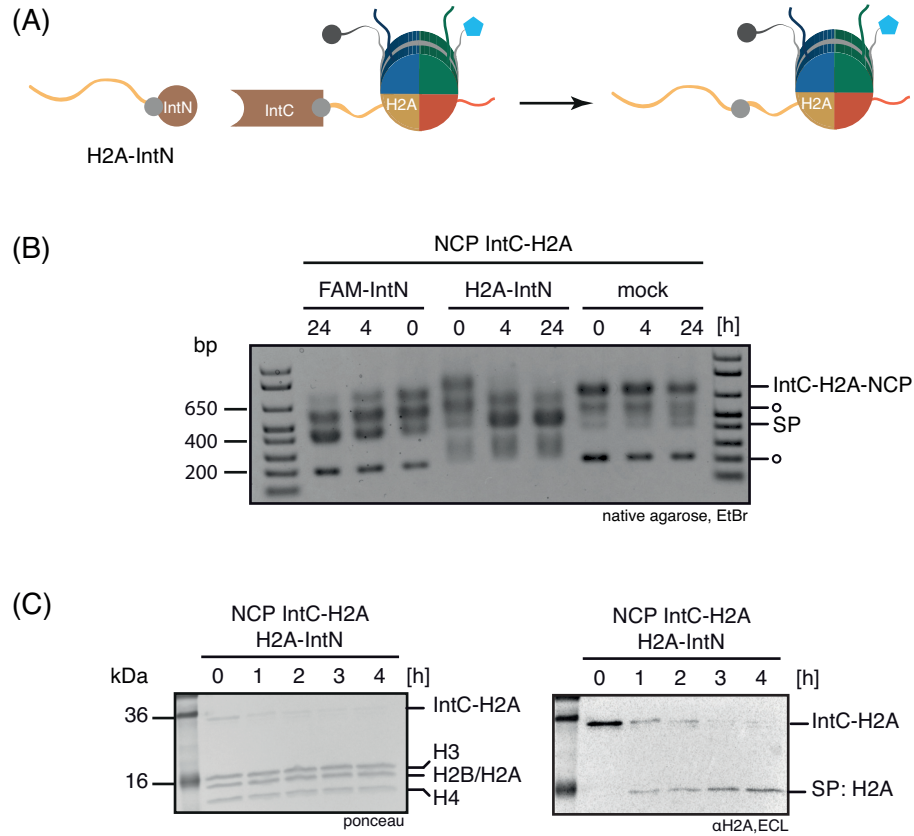 (A)
IntN
IntC
H2A
H2A
H2A-IntN
(B)
NCP IntC-H2A
FAM-IntN H2A-IntN mock
24 4 0 0 4 24 0 4 24 [h]
bp
IntC-H2A-NCP
650
SP
400
200
native agarose, EtBr
(C)
NCP IntC-H2A
H2A-IntN
kDa 0 1 2 3 4 [h]
36
IntC-H2A
H3
16
H2B/H2A
H4
ponceau
NCP IntC-H2A
H2A-IntN
0 1 2 3 4 [h]
IntC-H2A
SP: H2A
αH2A,ECL